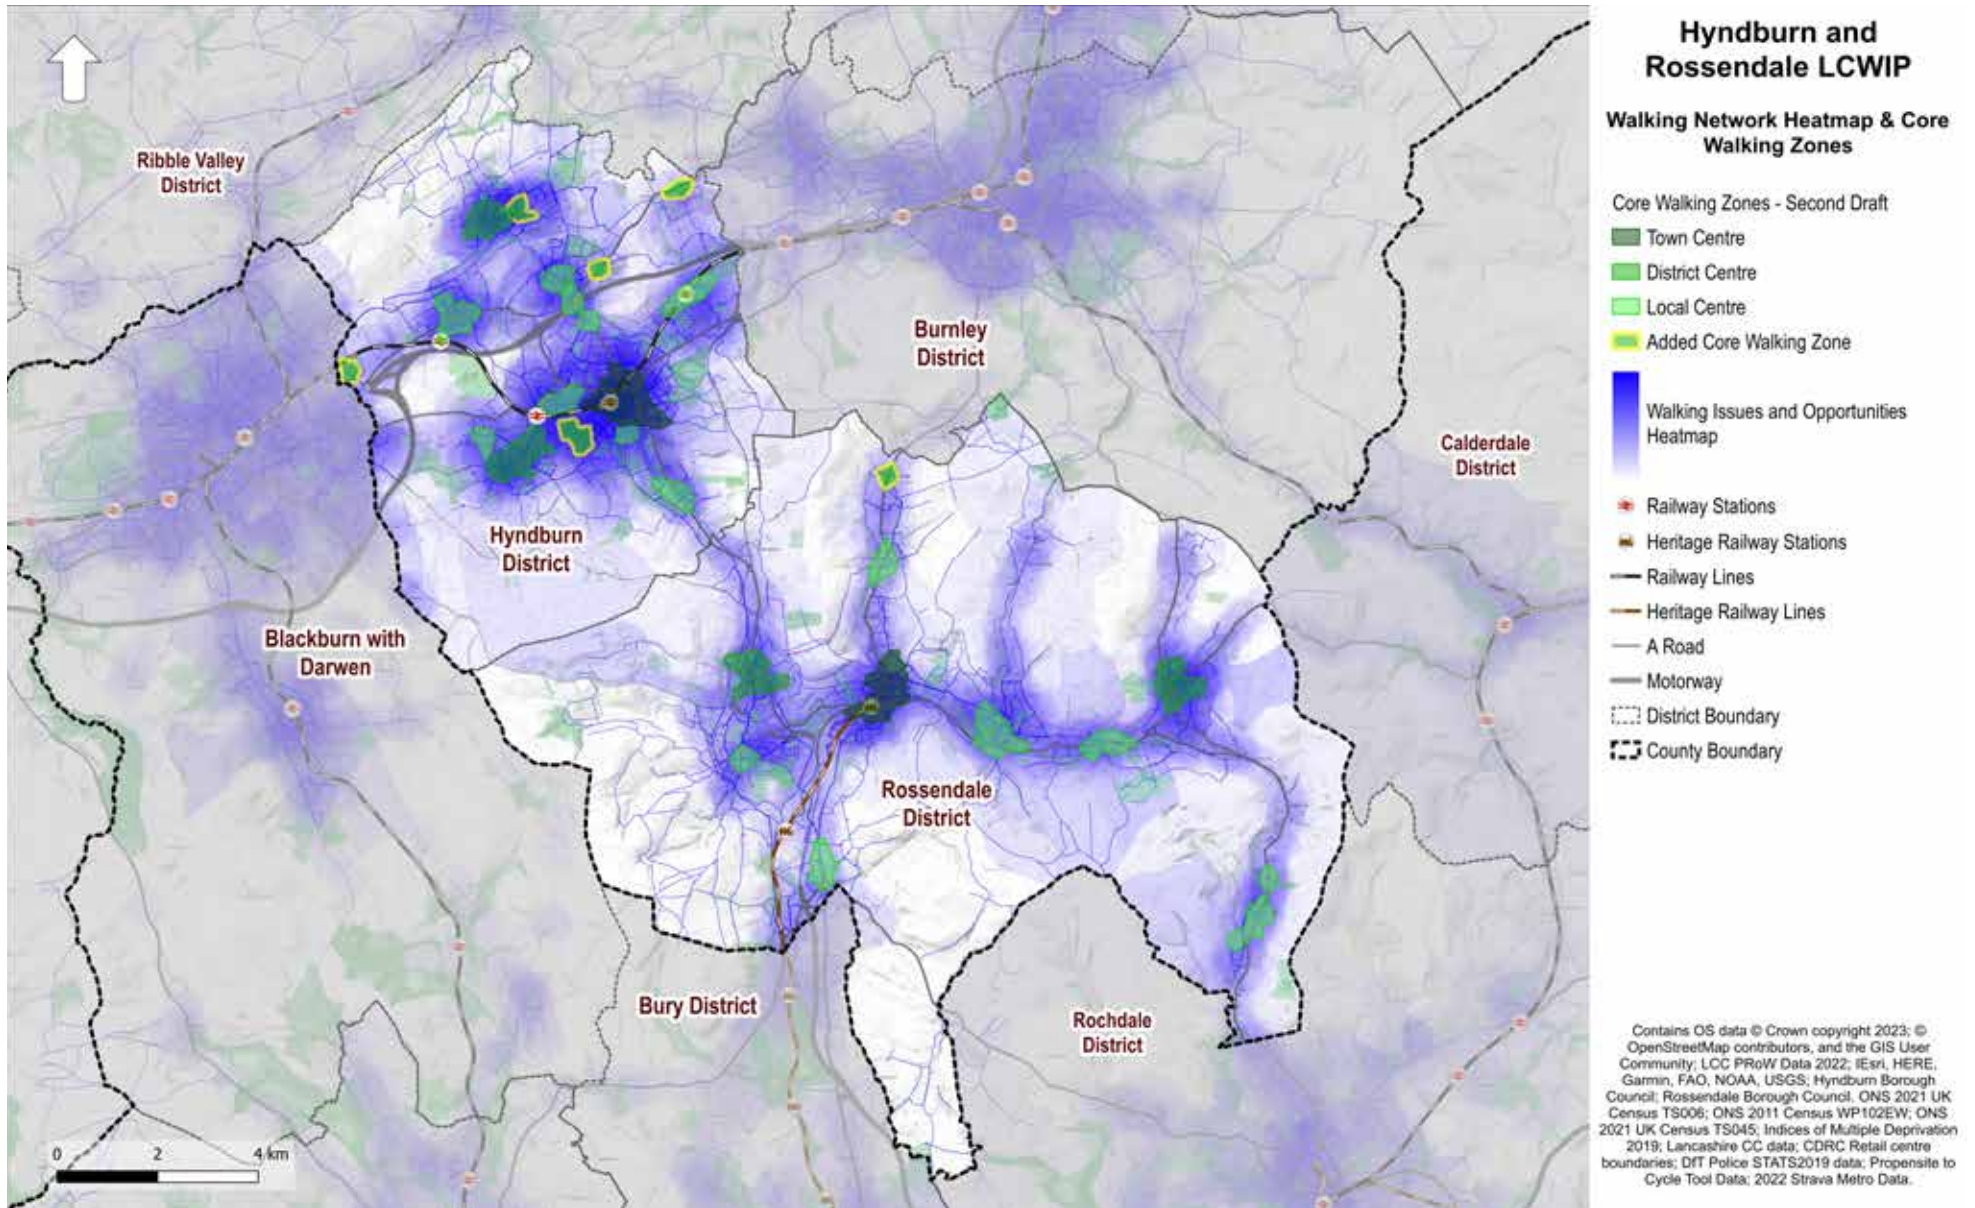 Hyndburn and
Rossendale LCWIP
Walking Network Heatmap & Core
Walking Zones
Core Walking Zones - Second Draft
Town Centre
District Centre
Local Centre
Added Core Walking Zone
Walking Issues and Opportunities
Heatmap
Railway Stations
Heritage Railway Stations
Railway Lines
Heritage Railway Lines
A Road
Motorway
District Boundary
County Boundary
Ribble Valley
District
Burnley
District
Calderdale
District
Hyndburn
District
Blackburn with
Darwen
Rossendale
District
Bury District
Rochdale
District
0 2 4 km
Contains OS data © Crown copyright 2023; ©
OpenStreetMap contributors, and the GIS User
Community; LCC PRoW Data 2022; IEsri, HERE,
Garmin, FAO, NOAA, USGS; Hyndburn Borough
Council; Rossendale Borough Council. ONS 2021 UK
Census TS006; ONS 2011 Census WP102EW; ONS
2021 UK Census TS045; Indices of Multiple Deprivation
2019; Lancashire CC data; CDRC Retail centre
boundaries; DfT Police STATS2019 data; Propensite to
Cycle Tool Data; 2022 Strava Metro Data.